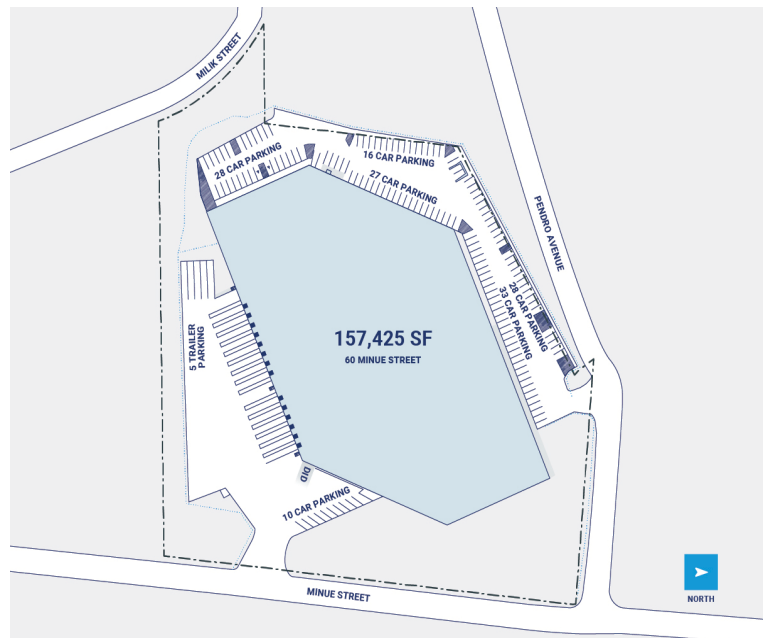 MILIK STREET
28 CAR PARKING
16 CAR PARKING
27 CAR PARKING
PENDRO AVENUE
28 CAR PARKING
33 CAR PARKING
5 TRAILER
PARKING
157,425 SF
60 MINUE STREET
DID
10 CAR PARKING
MINUE STREET
NORTH